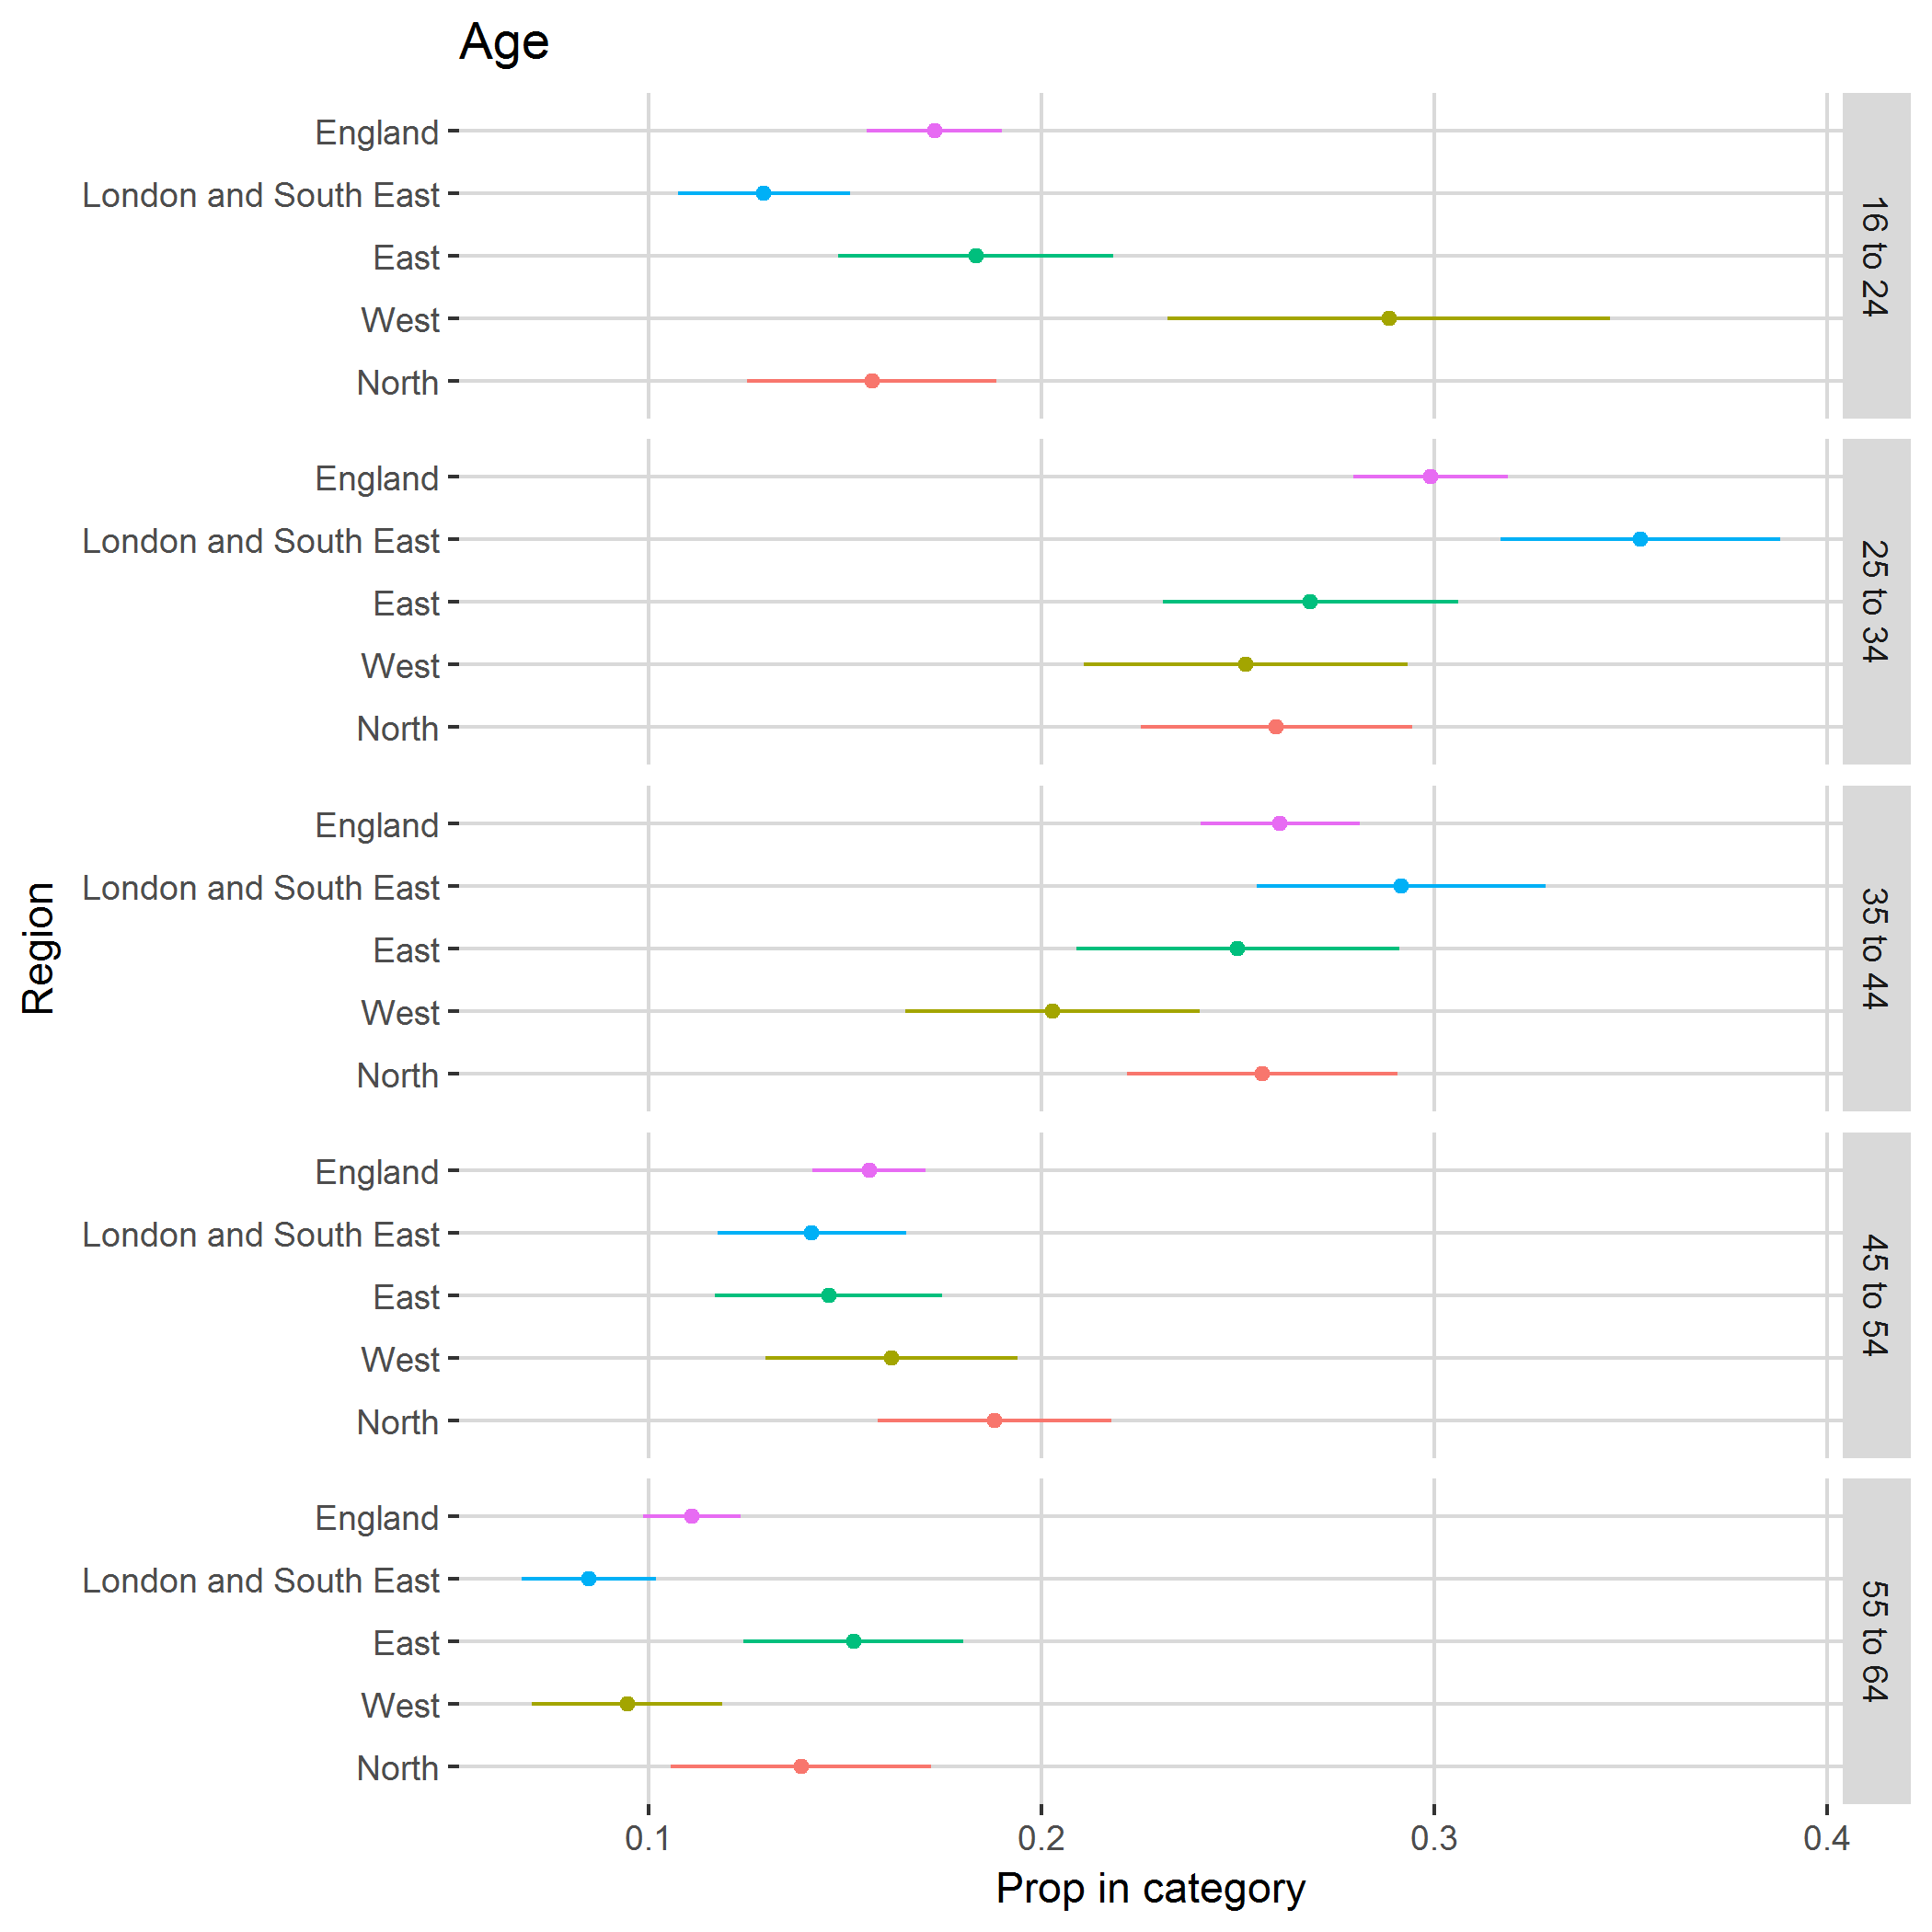 Age
England
London and South East
East
West
North
16 to 24
England
London and South East
East
West
North
25 to 34
England
London and South East
East
West
North
35 to 44
England
London and South East
East
West
North
45 to 54
England
London and South East
East
West
North
55 to 64
Region
0.1
0.2
0.3
0.4
Prop in category